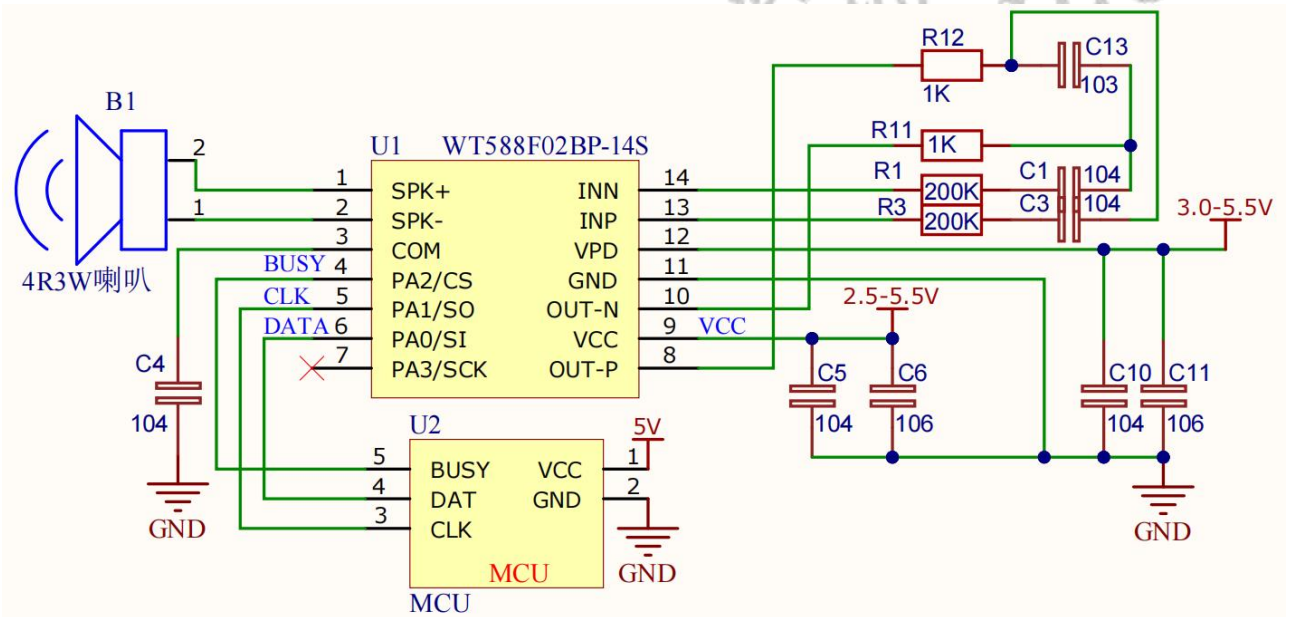 R12
C13
1K
103
B1
2
1
4R3W喇叭
U1 WT588F02BP-14S
1 SPK+ INN 14
2 SPK- INP 13
3 COM VPD 12
BUSY 4 PA2/CS GND 11
CLK 5 PA1/SO OUT-N 10
DATA 6 PA0/SI VCC 9 VCC
7 PA3/SCK OUT-P 8
R11
1K
R1 200K C1 104
R3 200K C3 104
3.0-5.5V
2.5-5.5V
C4
104
GND
C5
104
C6
106
C10
104
C11
106
GND
U2
5V
5 BUSY VCC 1
4 DAT GND 2
3 CLK
MCU
GND
MCU